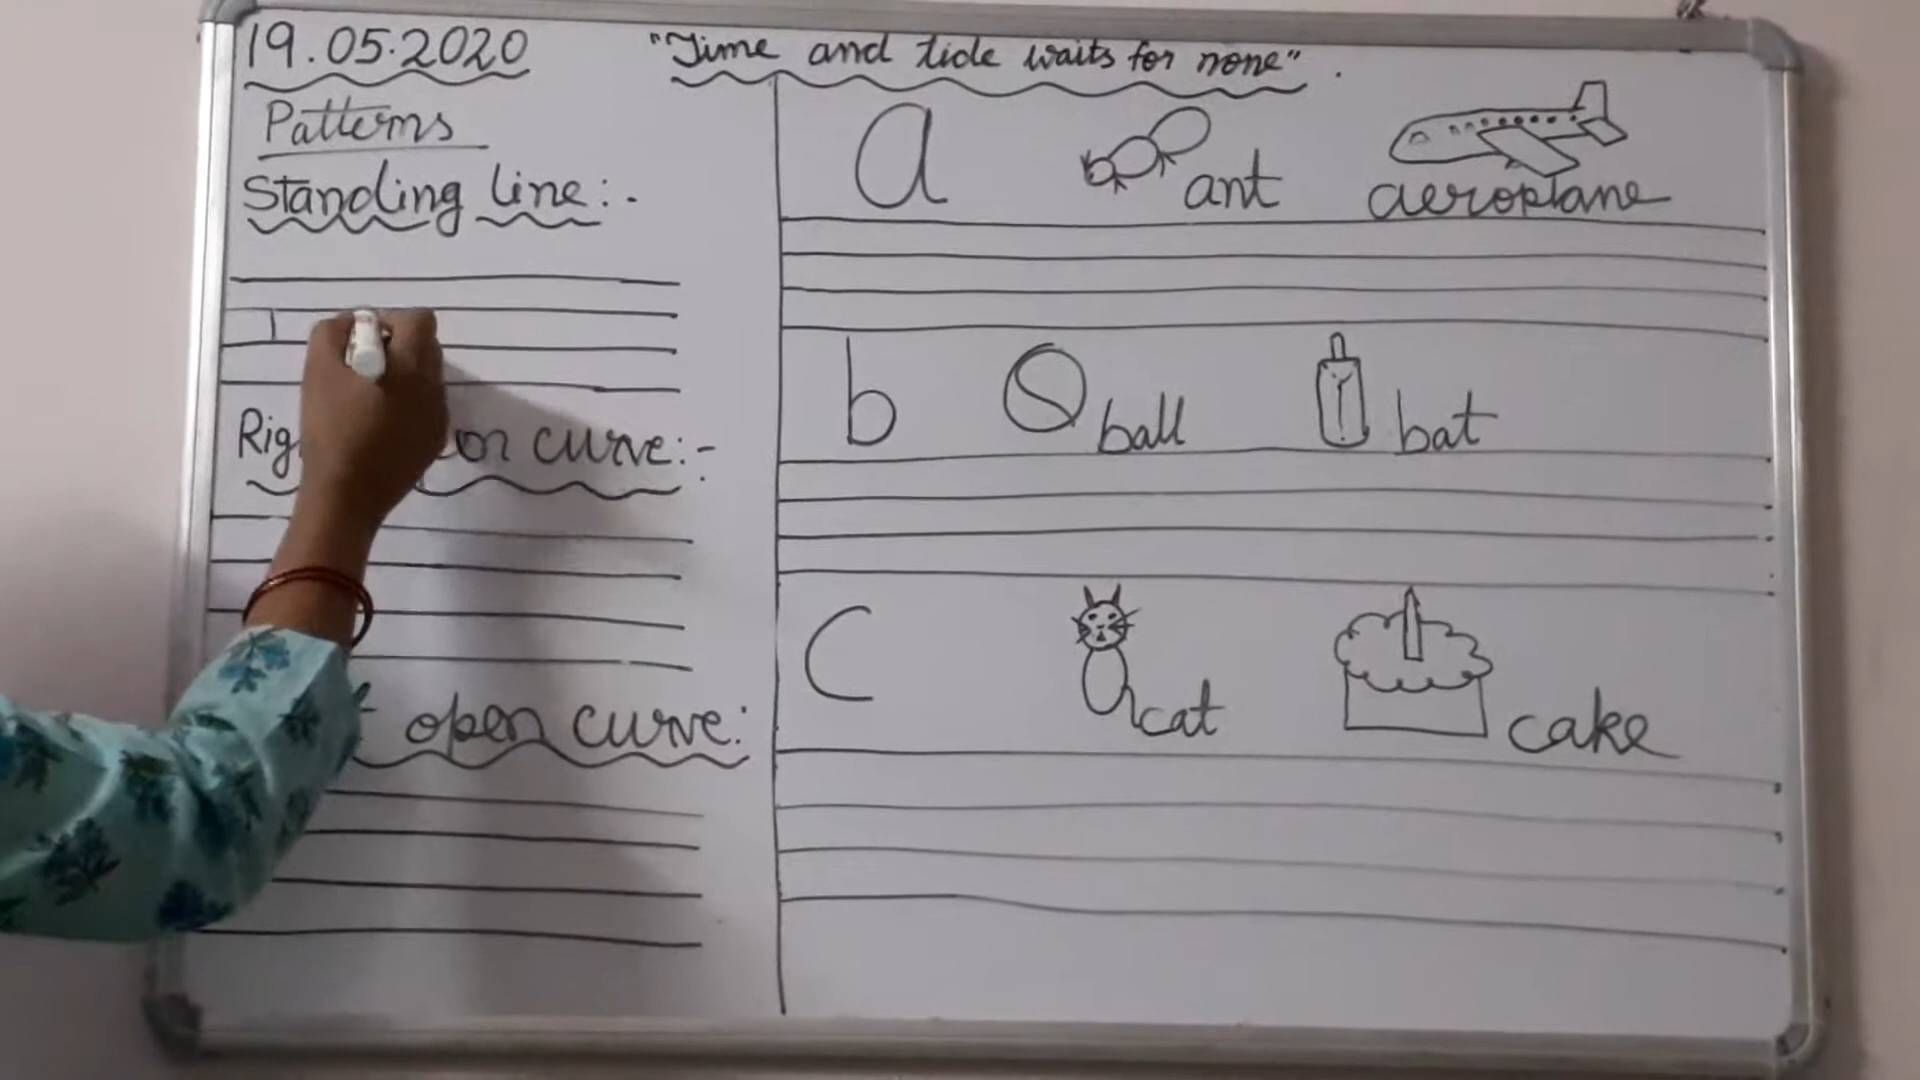 19.05.2020
"Time and tide waits for none".
Patterns
Standing line:-
curve:-
open curve:
a ant aeroplane
b ball bat
c cat cake